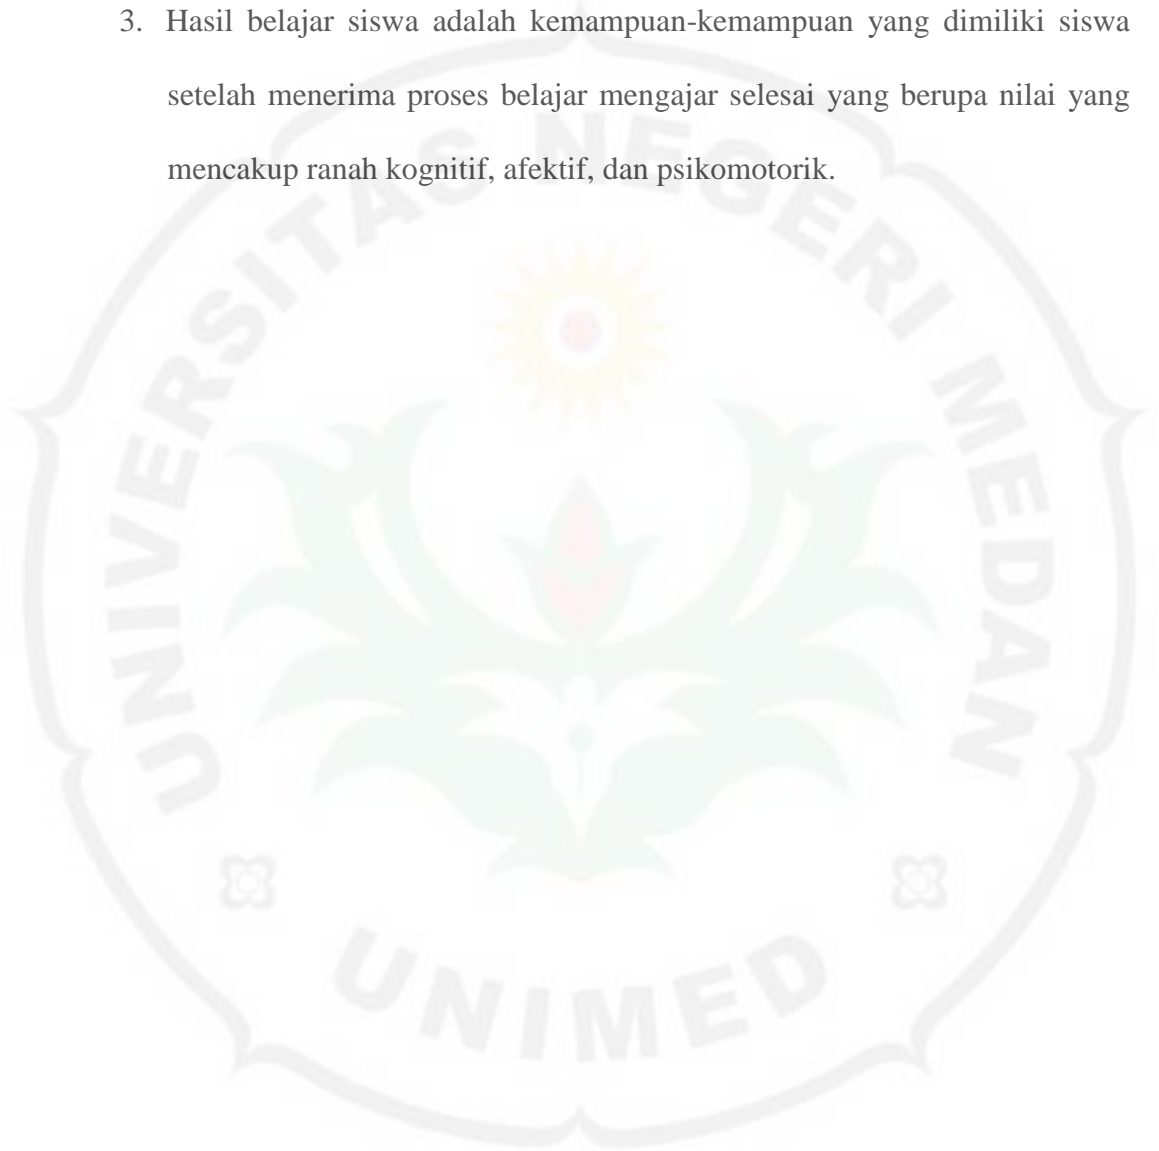 3. Hasil belajar siswa adalah kemampuan-kemampuan yang dimiliki siswa
setelah menerima proses belajar mengajar selesai yang berupa nilai yang
mencakup ranah kognitif, afektif, dan psikomotorik.
UNIVERSITAS NEGERI MEDAN
UNIMED